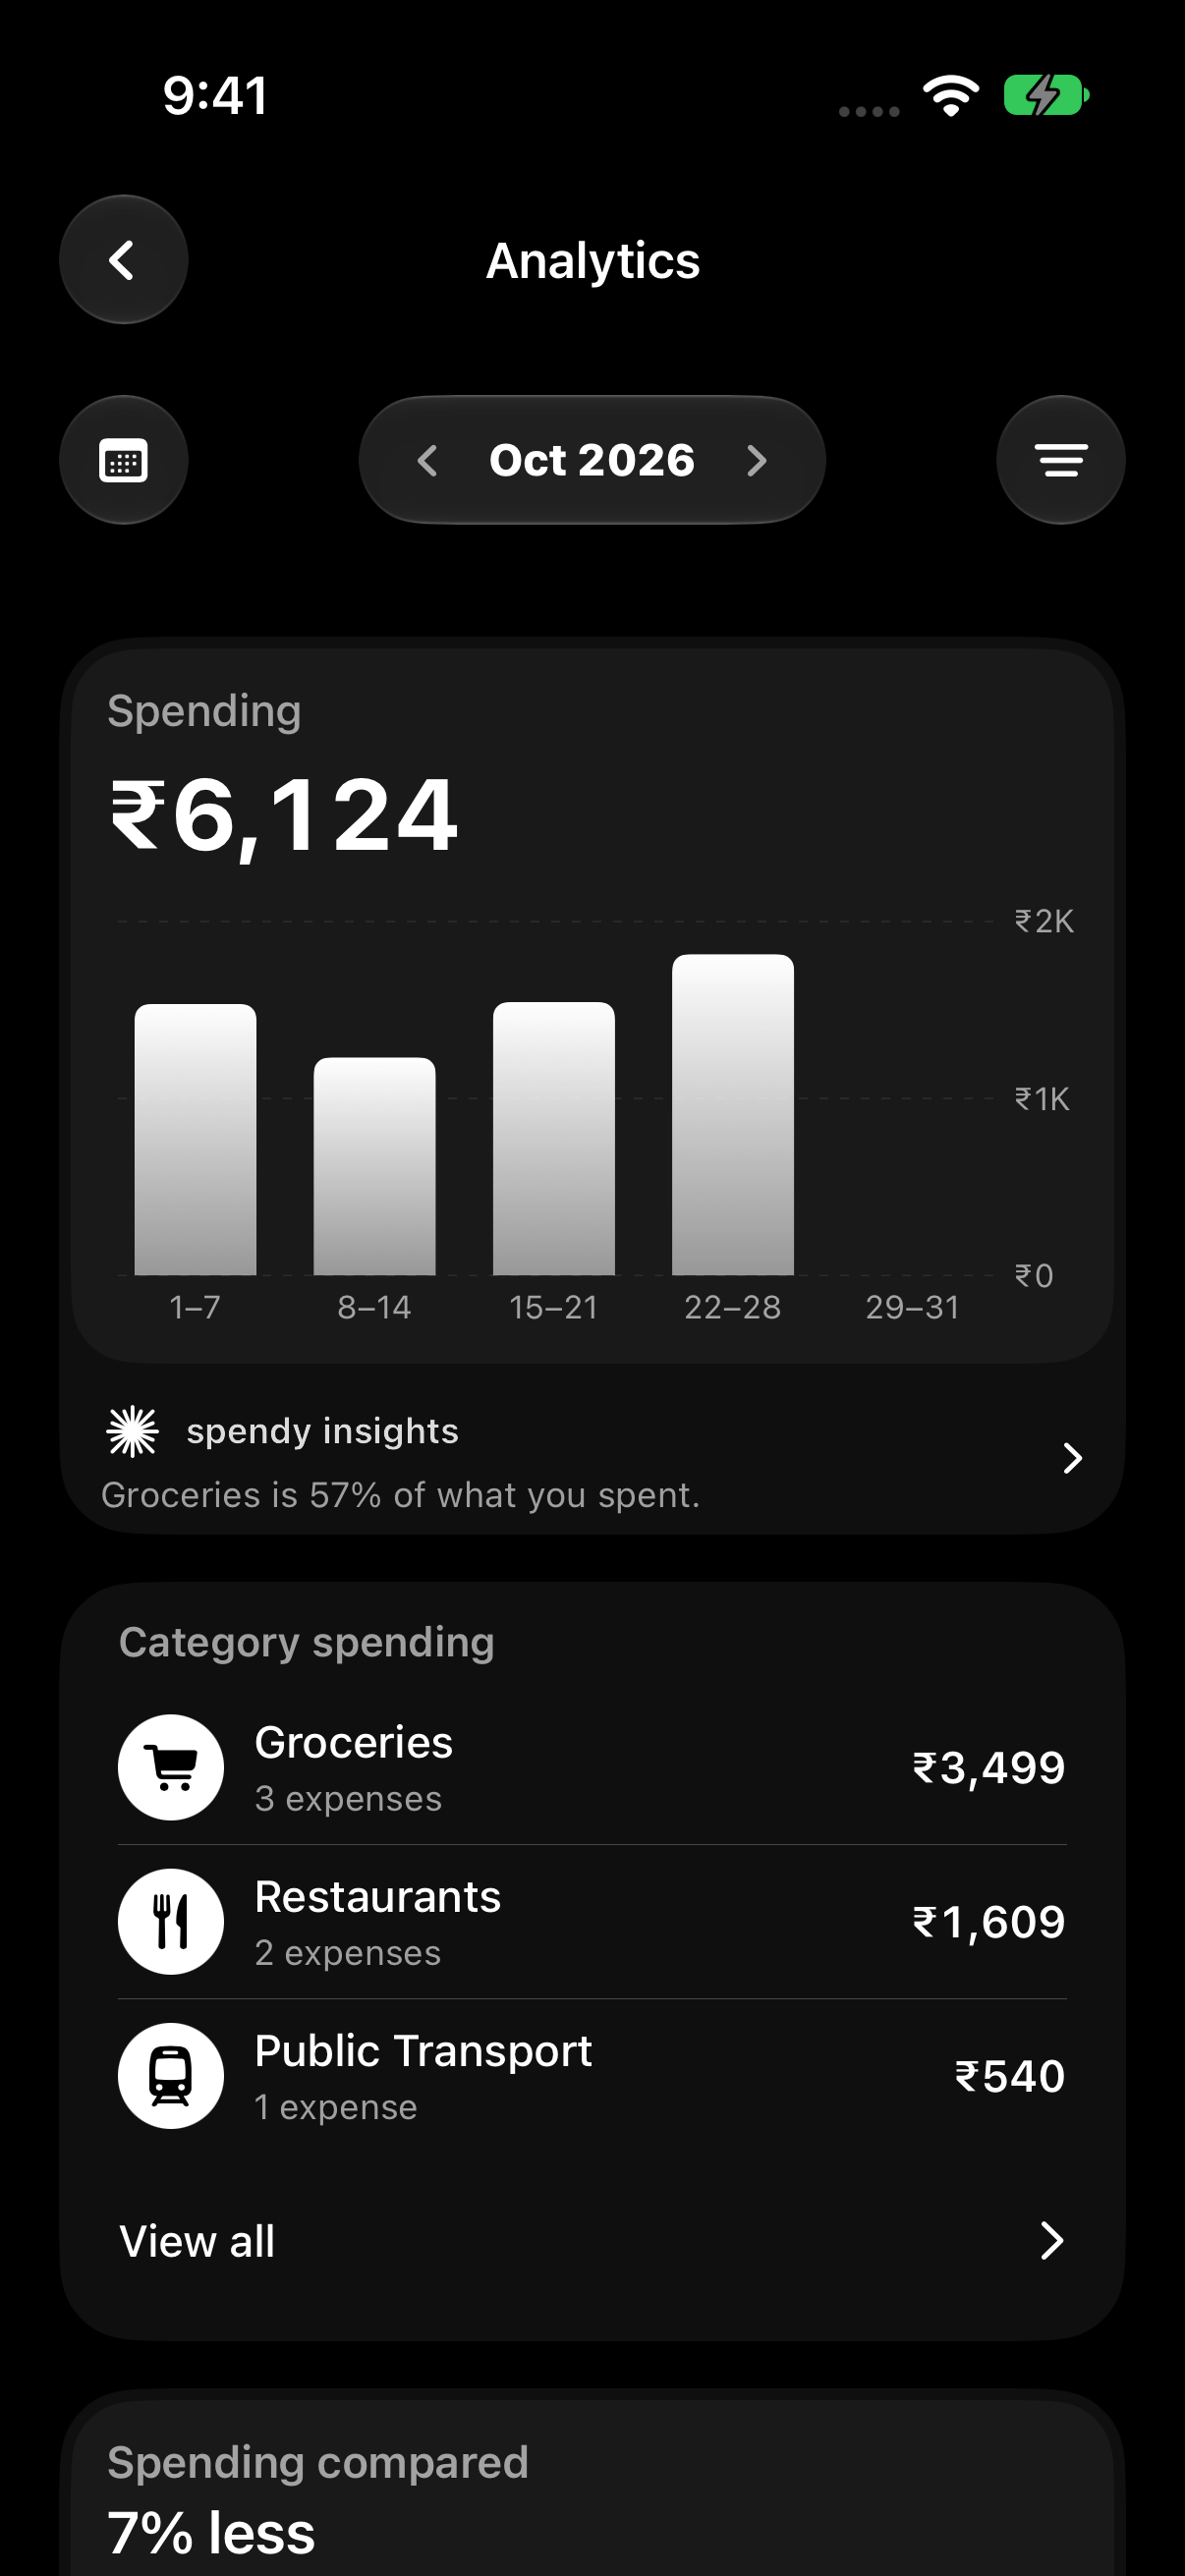 9:41
Analytics
Oct 2026
Spending
₹6,124
₹2K
₹1K
₹0
1–7 8–14 15–21 22–28 29–31
spendy insights
Groceries is 57% of what you spent.
Category spending
Groceries
3 expenses
₹3,499
Restaurants
2 expenses
₹1,609
Public Transport
1 expense
₹540
View all
Spending compared
7% less